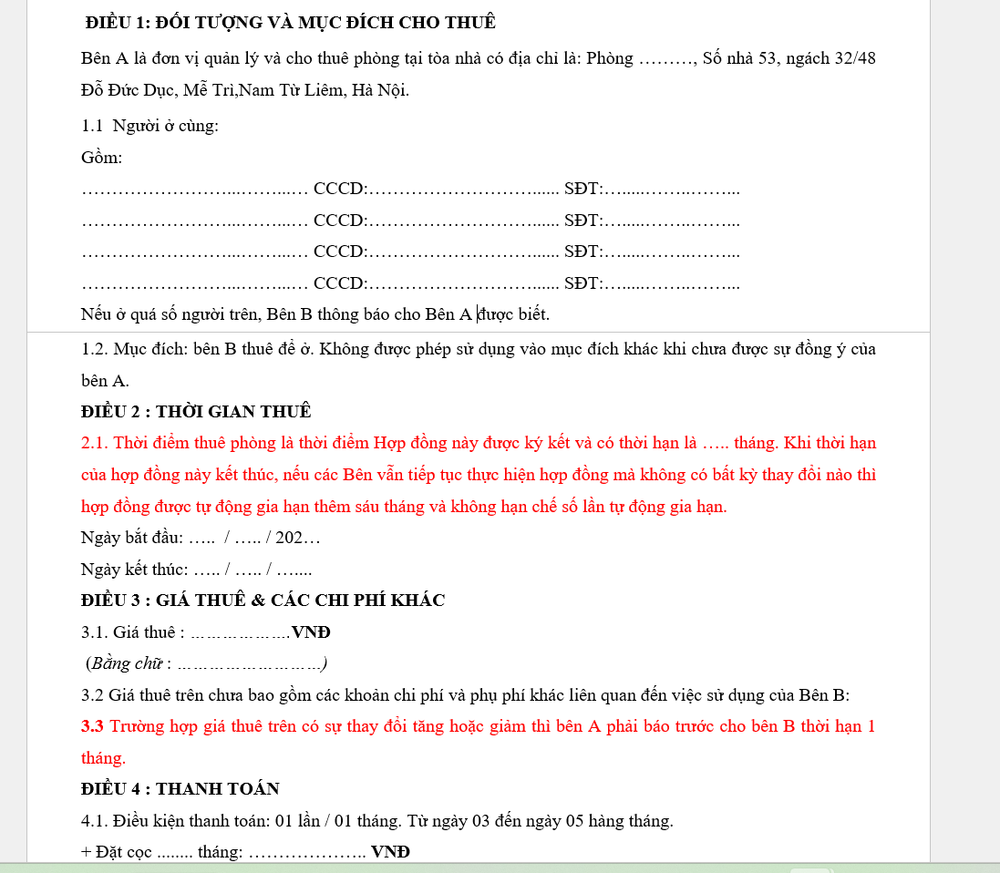 ĐIỀU 1: ĐỐI TƯỢNG VÀ MỤC ĐÍCH CHO THUÊ
Bên A là đơn vị quản lý và cho thuê phòng tại tòa nhà có địa chỉ là: Phòng ………, Số nhà 53, ngách 32/48
Đỗ Đức Dục, Mễ Trì,Nam Từ Liêm, Hà Nội.
1.1  Người ở cùng:
Gồm:
……………………...……...… CCCD:………………………...... SĐT:…....……..……...
……………………...……...… CCCD:………………………...... SĐT:…....……..……...
……………………...……...… CCCD:………………………...... SĐT:…....……..……...
……………………...……...… CCCD:………………………...... SĐT:…....……..……...
Nếu ở quá số người trên, Bên B thông báo cho Bên A được biết.
1.2. Mục đích: bên B thuê để ở. Không được phép sử dụng vào mục đích khác khi chưa được sự đồng ý của
bên A.
ĐIỀU 2 : THỜI GIAN THUÊ
2.1. Thời điểm thuê phòng là thời điểm Hợp đồng này được ký kết và có thời hạn là ….. tháng. Khi thời hạn
của hợp đồng này kết thúc, nếu các Bên vẫn tiếp tục thực hiện hợp đồng mà không có bất kỳ thay đổi nào thì
hợp đồng được tự động gia hạn thêm sáu tháng và không hạn chế số lần tự động gia hạn.
Ngày bắt đầu: …..  / ….. / 202…
Ngày kết thúc: ….. / ….. / …....
ĐIỀU 3 : GIÁ THUÊ & CÁC CHI PHÍ KHÁC
3.1. Giá thuê : ……………….VNĐ
(Bằng chữ : ………………………)
3.2 Giá thuê trên chưa bao gồm các khoản chi phí và phụ phí khác liên quan đến việc sử dụng của Bên B:
3.3 Trường hợp giá thuê trên có sự thay đổi tăng hoặc giảm thì bên A phải báo trước cho bên B thời hạn 1
tháng.
ĐIỀU 4 : THANH TOÁN
4.1. Điều kiện thanh toán: 01 lần / 01 tháng. Từ ngày 03 đến ngày 05 hàng tháng.
+ Đặt cọc ........ tháng: ……………….. VNĐ